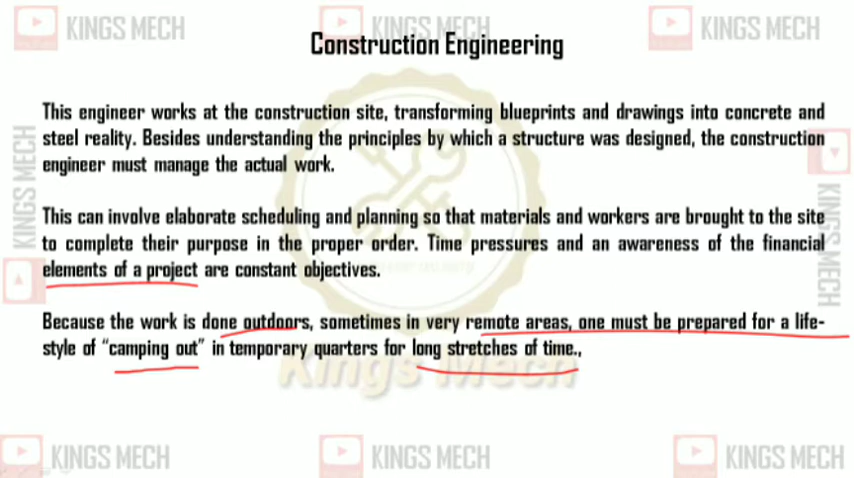 KINGS MECH KINGS MECH KINGS MECH
Construction Engineering
This engineer works at the construction site, transforming blueprints and drawings into concrete and
steel reality. Besides understanding the principles by which a structure was designed, the construction
engineer must manage the actual work.
This can involve elaborate scheduling and planning so that materials and workers are brought to the site
to complete their purpose in the proper order. Time pressures and an awareness of the financial
elements of a project are constant objectives.
Because the work is done outdoors, sometimes in very remote areas, one must be prepared for a life-
style of “camping out” in temporary quarters for long stretches of time.,
Kings Mech
KINGS MECH
KINGS MECH
KINGS MECH KINGS MECH KINGS MECH